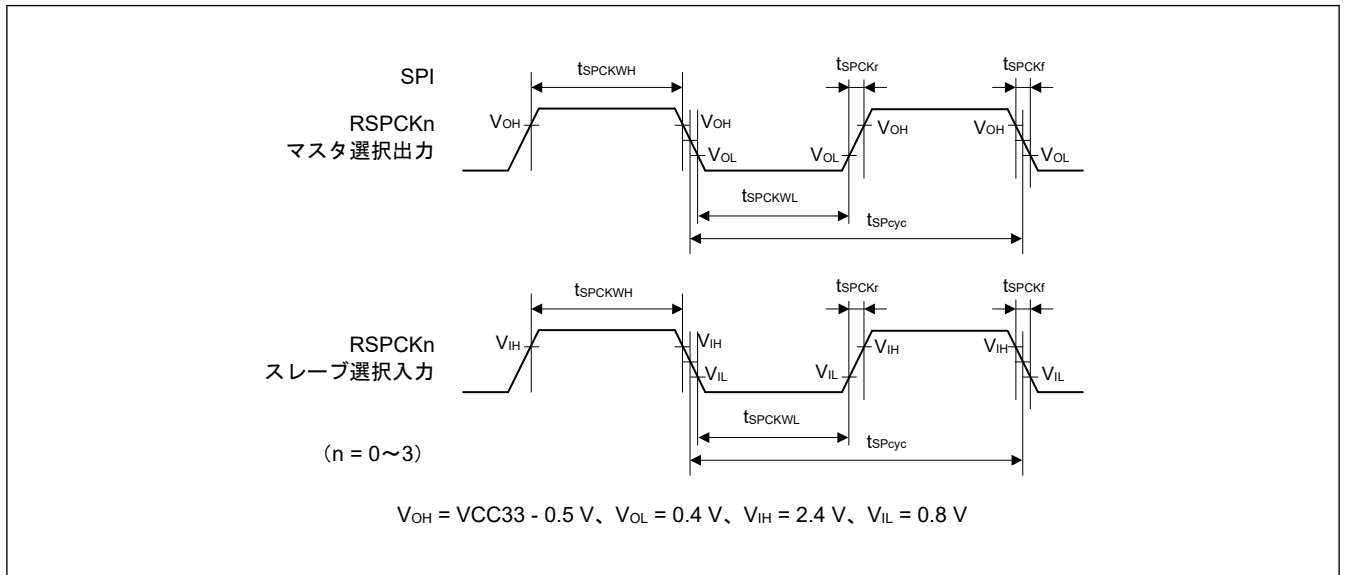 SPI
RSPCKn
マスタ選択出力
tSPCKWH
tSPCKr
tSPCKf
VOH
VOH
VOL
VOL
VOH
VOH
VOL
tSPCKWL
tSPcyc
RSPCKn
スレーブ選択入力
tSPCKWH
tSPCKr
tSPCKf
VIH
VIH
VIL
VIL
VIH
VIH
VIL
tSPCKWL
tSPcyc
（n = 0～3）
VOH = VCC33 - 0.5 V、VOL = 0.4 V、VIH = 2.4 V、VIL = 0.8 V